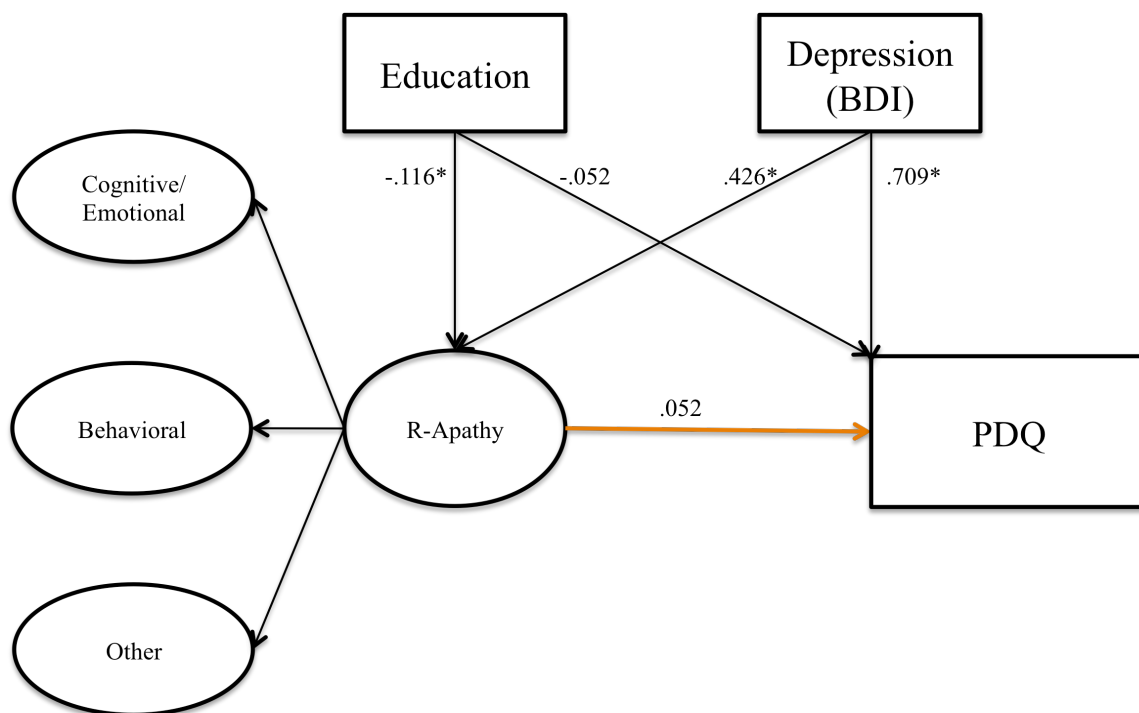 Education
Depression
(BDI)
-.116*
-.052
.426*
.709*
Cognitive/
Emotional
.052
Behavioral
R-Apathy
PDQ
Other